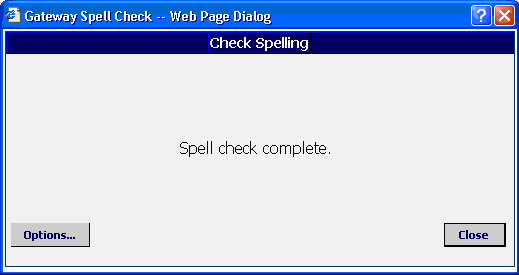 Gateway Spell Check -- Web Page Dialog
Check Spelling
Spell check complete.
Options...
Close